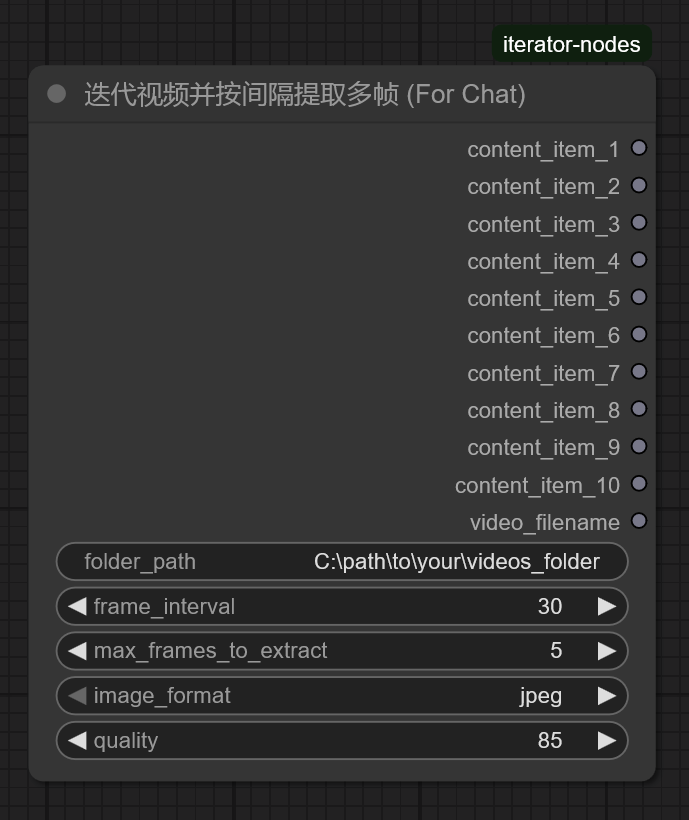 iterator-nodes
迭代视频并按间隔提取多帧 (For Chat)
content_item_1
content_item_2
content_item_3
content_item_4
content_item_5
content_item_6
content_item_7
content_item_8
content_item_9
content_item_10
video_filename
folder_path C:\path\to\your\videos_folder
frame_interval 30
max_frames_to_extract 5
image_format jpeg
quality 85